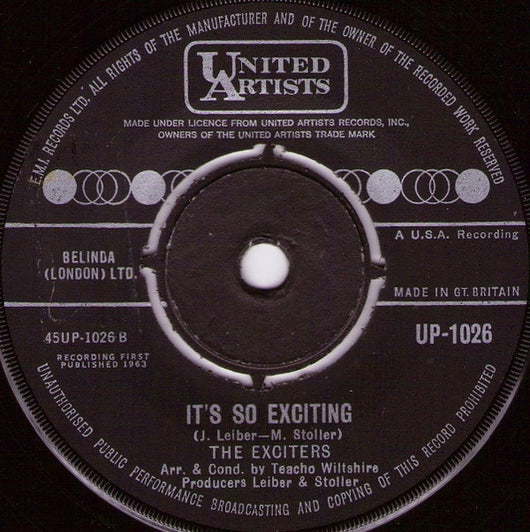 E.M.I. RECORDS LTD. ALL RIGHTS OF THE MANUFACTURER AND OF THE OWNER OF THE RECORDED WORK RESERVED
UNITED
ARTISTS
MADE UNDER LICENCE FROM UNITED ARTISTS RECORDS, INC.,
OWNERS OF THE UNITED ARTISTS TRADE MARK
A U.S.A. Recording
BELINDA
(LONDON) LTD.
MADE IN GT. BRITAIN
45UP-1026 B
UP-1026
RECORDING FIRST
PUBLISHED 1963
IT'S SO EXCITING
(J. Leiber—M. Stoller)
THE EXCITERS
Arr. & Cond. by Teacho Wiltshire
Producers Leiber & Stoller
UNAUTHORISED PUBLIC PERFORMANCE BROADCASTING AND COPYING OF THIS RECORD PROHIBITED